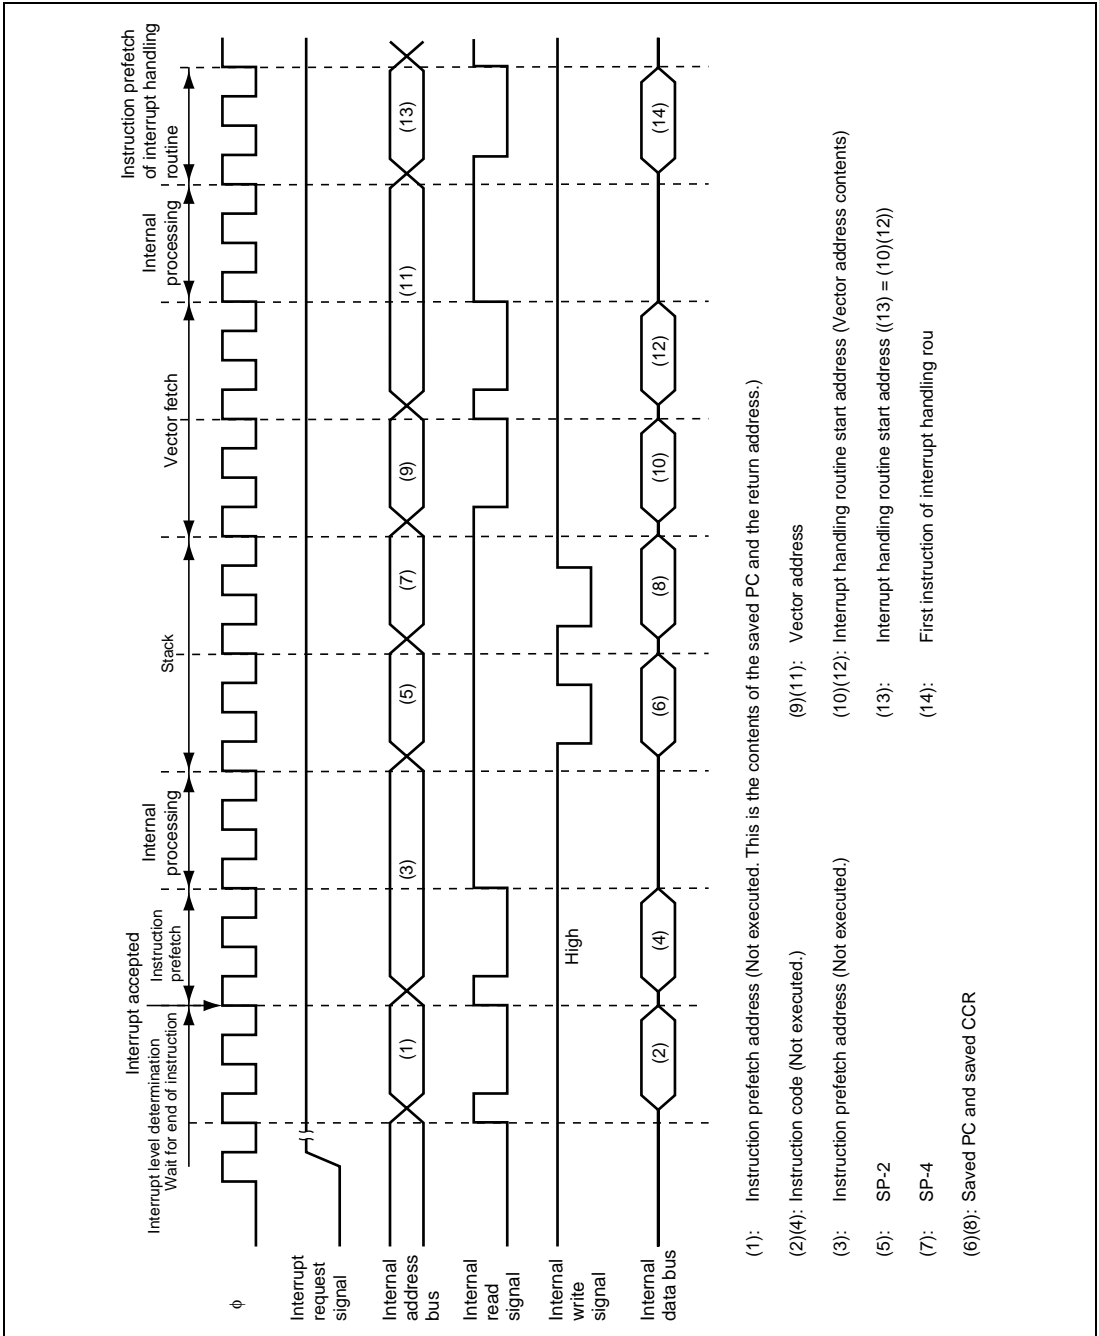 Interrupt accepted
Interrupt level determination
Wait for end of instruction
Instruction
prefetch
Internal
processing
Stack
Vector fetch
Internal
processing
Instruction prefetch
of interrupt handling
routine
φ
Interrupt
request
signal
Internal
address
bus
(1)
(3)
(5)
(7)
(9)
(11)
(13)
Internal
read
signal
Internal
write
signal
High
Internal
data bus
(2)
(4)
(6)
(8)
(10)
(12)
(14)
(1): Instruction prefetch address (Not executed. This is the contents of the saved PC and the return address.)
(2)(4): Instruction code (Not executed.)
(3): Instruction prefetch address (Not executed.)
(5): SP-2
(7): SP-4
(6)(8): Saved PC and saved CCR
(9)(11): Vector address
(10)(12): Interrupt handling routine start address (Vector address contents)
(13): Interrupt handling routine start address ((13) = (10)(12))
(14): First instruction of interrupt handling rou